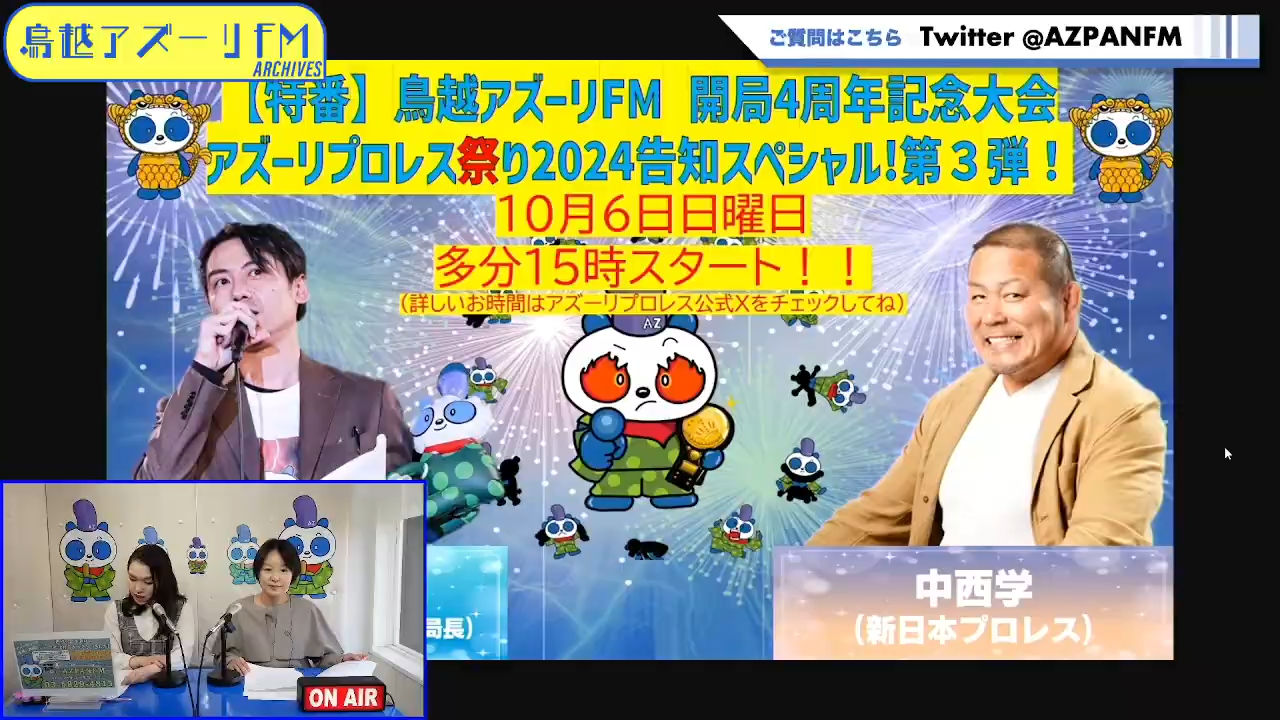 鳥越アズーリFM
ARCHIVES
ご質問はこちら Twitter @AZPANFM
【特番】鳥越アズーリFM 開局4周年記念大会
アズーリプロレス祭り2024告知スペシャル!第３弾！
10月6日日曜日
多分15時スタート！！
（詳しいお時間はアズーリプロレス公式Xをチェックしてね）
AZ
局長）
中西学
（新日本プロレス）
AZPANFM
03-6820-4813
ON AIR